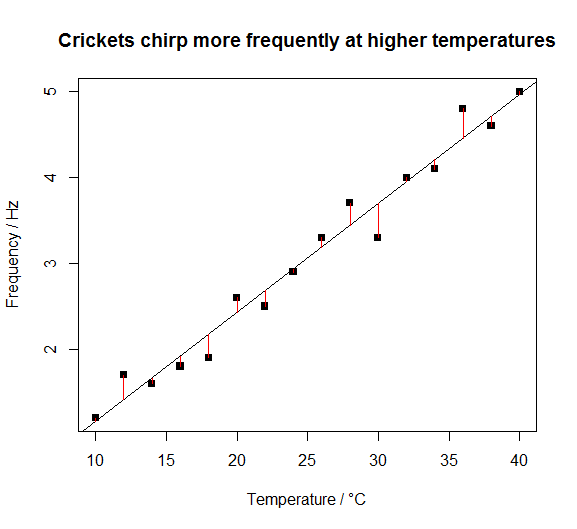 Crickets chirp more frequently at higher temperatures
5
4
3
2
Frequency / Hz
10 15 20 25 30 35 40
Temperature / °C